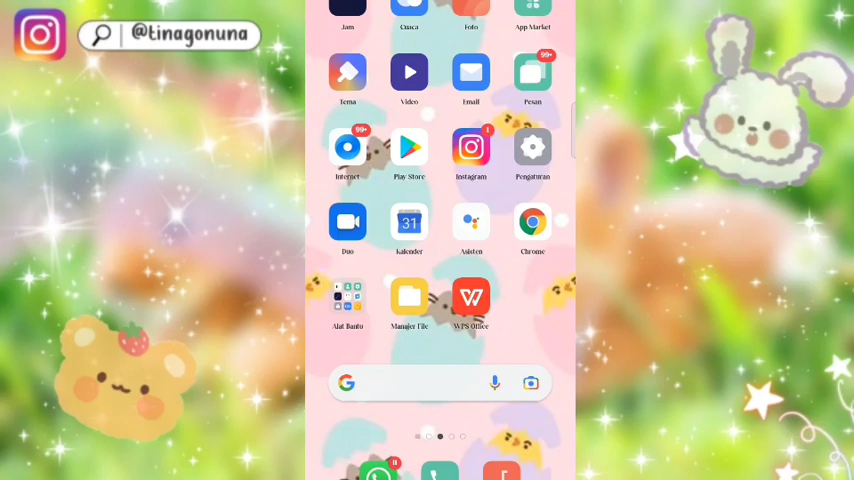 @tinagonuna
Jam
Cuaca
Foto
App Market
Tema
Video
Email
99+
Pesan
99+
Internet
Play Store
1
Instagram
Pengaturan
Duo
31
Kalender
Asisten
Chrome
Alat Bantu
Manajer File
WPS Office
11